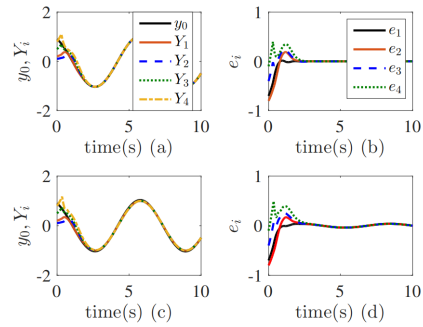 2
0
-2
y₀, Yᵢ
y₀
Y₁
Y₂
Y₃
Y₄
0
5
10
time(s) (a)
1
0
-1
eᵢ
e₁
e₂
e₃
e₄
0
5
10
time(s) (b)
2
0
-2
y₀, Yᵢ
0
5
10
time(s) (c)
1
0
-1
eᵢ
0
5
10
time(s) (d)